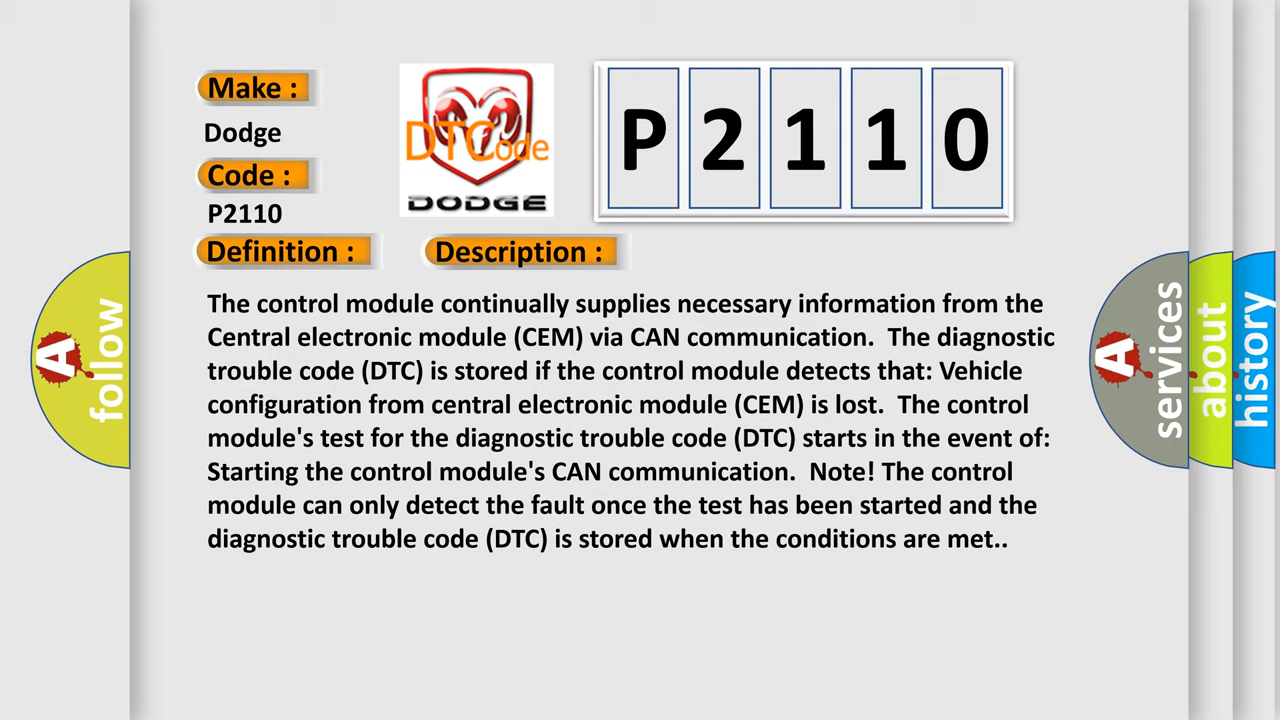 Make :
Dodge
Code :
P2110
Definition :
Description :
DTC ode
DODGE
P 2 1 1 0
The control module continually supplies necessary information from the
Central electronic module (CEM) via CAN communication. The diagnostic
trouble code (DTC) is stored if the control module detects that: Vehicle
configuration from central electronic module (CEM) is lost. The control
module's test for the diagnostic trouble code (DTC) starts in the event of:
Starting the control module's CAN communication. Note! The control
module can only detect the fault once the test has been started and the
diagnostic trouble code (DTC) is stored when the conditions are met..
A follow
A services
about
history